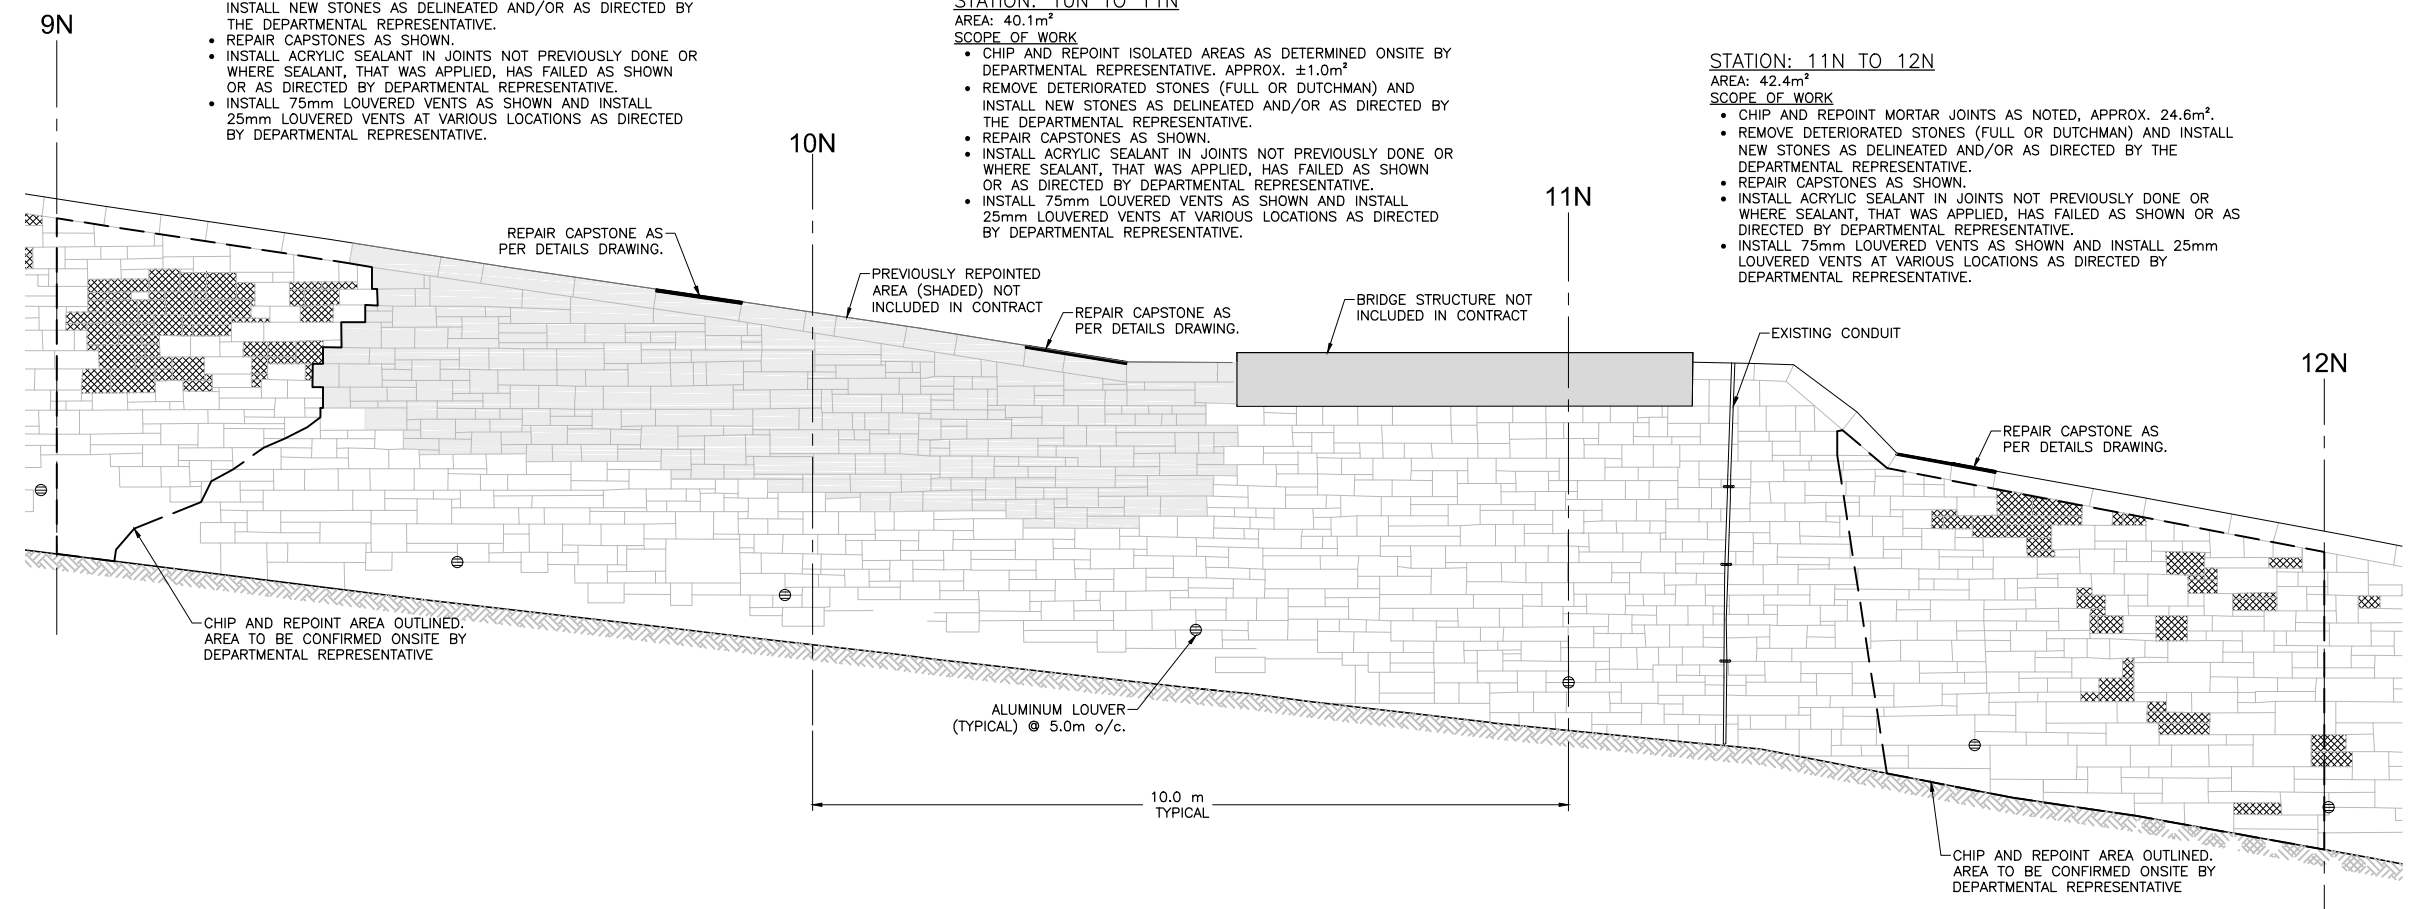 9N
INSTALL NEW STONES AS DELINEATED AND/OR AS DIRECTED BY
THE DEPARTMENTAL REPRESENTATIVE.
• REPAIR CAPSTONES AS SHOWN.
• INSTALL ACRYLIC SEALANT IN JOINTS NOT PREVIOUSLY DONE OR
WHERE SEALANT, THAT WAS APPLIED, HAS FAILED AS SHOWN
OR AS DIRECTED BY DEPARTMENTAL REPRESENTATIVE.
• INSTALL 75mm LOUVERED VENTS AS SHOWN AND INSTALL
25mm LOUVERED VENTS AT VARIOUS LOCATIONS AS DIRECTED
BY DEPARTMENTAL REPRESENTATIVE.
10N
STATION: 10N TO 11N
AREA: 40.1m²
SCOPE OF WORK
• CHIP AND REPOINT ISOLATED AREAS AS DETERMINED ONSITE BY
DEPARTMENTAL REPRESENTATIVE. APPROX. ±1.0m²
• REMOVE DETERIORATED STONES (FULL OR DUTCHMAN) AND
INSTALL NEW STONES AS DELINEATED AND/OR AS DIRECTED BY
THE DEPARTMENTAL REPRESENTATIVE.
• REPAIR CAPSTONES AS SHOWN.
• INSTALL ACRYLIC SEALANT IN JOINTS NOT PREVIOUSLY DONE OR
WHERE SEALANT, THAT WAS APPLIED, HAS FAILED AS SHOWN
OR AS DIRECTED BY DEPARTMENTAL REPRESENTATIVE.
• INSTALL 75mm LOUVERED VENTS AS SHOWN AND INSTALL
25mm LOUVERED VENTS AT VARIOUS LOCATIONS AS DIRECTED
BY DEPARTMENTAL REPRESENTATIVE.
11N
STATION: 11N TO 12N
AREA: 42.4m²
SCOPE OF WORK
• CHIP AND REPOINT MORTAR JOINTS AS NOTED, APPROX. 24.6m².
• REMOVE DETERIORATED STONES (FULL OR DUTCHMAN) AND INSTALL
NEW STONES AS DELINEATED AND/OR AS DIRECTED BY THE
DEPARTMENTAL REPRESENTATIVE.
• REPAIR CAPSTONES AS SHOWN.
• INSTALL ACRYLIC SEALANT IN JOINTS NOT PREVIOUSLY DONE OR
WHERE SEALANT, THAT WAS APPLIED, HAS FAILED AS SHOWN OR AS
DIRECTED BY DEPARTMENTAL REPRESENTATIVE.
• INSTALL 75mm LOUVERED VENTS AS SHOWN AND INSTALL 25mm
LOUVERED VENTS AT VARIOUS LOCATIONS AS DIRECTED BY
DEPARTMENTAL REPRESENTATIVE.
12N
REPAIR CAPSTONE AS
PER DETAILS DRAWING.
PREVIOUSLY REPOINTED
AREA (SHADED) NOT
INCLUDED IN CONTRACT
REPAIR CAPSTONE AS
PER DETAILS DRAWING.
BRIDGE STRUCTURE NOT
INCLUDED IN CONTRACT
EXISTING CONDUIT
REPAIR CAPSTONE AS
PER DETAILS DRAWING.
CHIP AND REPOINT AREA OUTLINED.
AREA TO BE CONFIRMED ONSITE BY
DEPARTMENTAL REPRESENTATIVE
ALUMINUM LOUVER
(TYPICAL) @ 5.0m o/c.
10.0 m
TYPICAL
CHIP AND REPOINT AREA OUTLINED.
AREA TO BE CONFIRMED ONSITE BY
DEPARTMENTAL REPRESENTATIVE